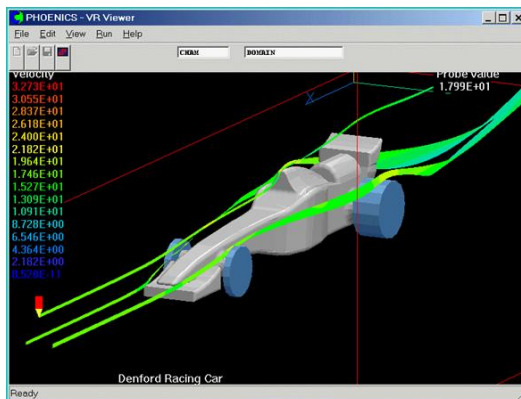 PHOENICS - VR Viewer
File Edit View Run Help
CHAM DOMAIN
Velocity
3.273E+01
3.055E+01
2.837E+01
2.618E+01
2.400E+01
2.182E+01
1.964E+01
1.746E+01
1.527E+01
1.309E+01
1.091E+01
8.728E+00
6.546E+00
4.364E+00
2.182E+00
Probe value
1.799E+01
X
Denford Racing Car
Ready